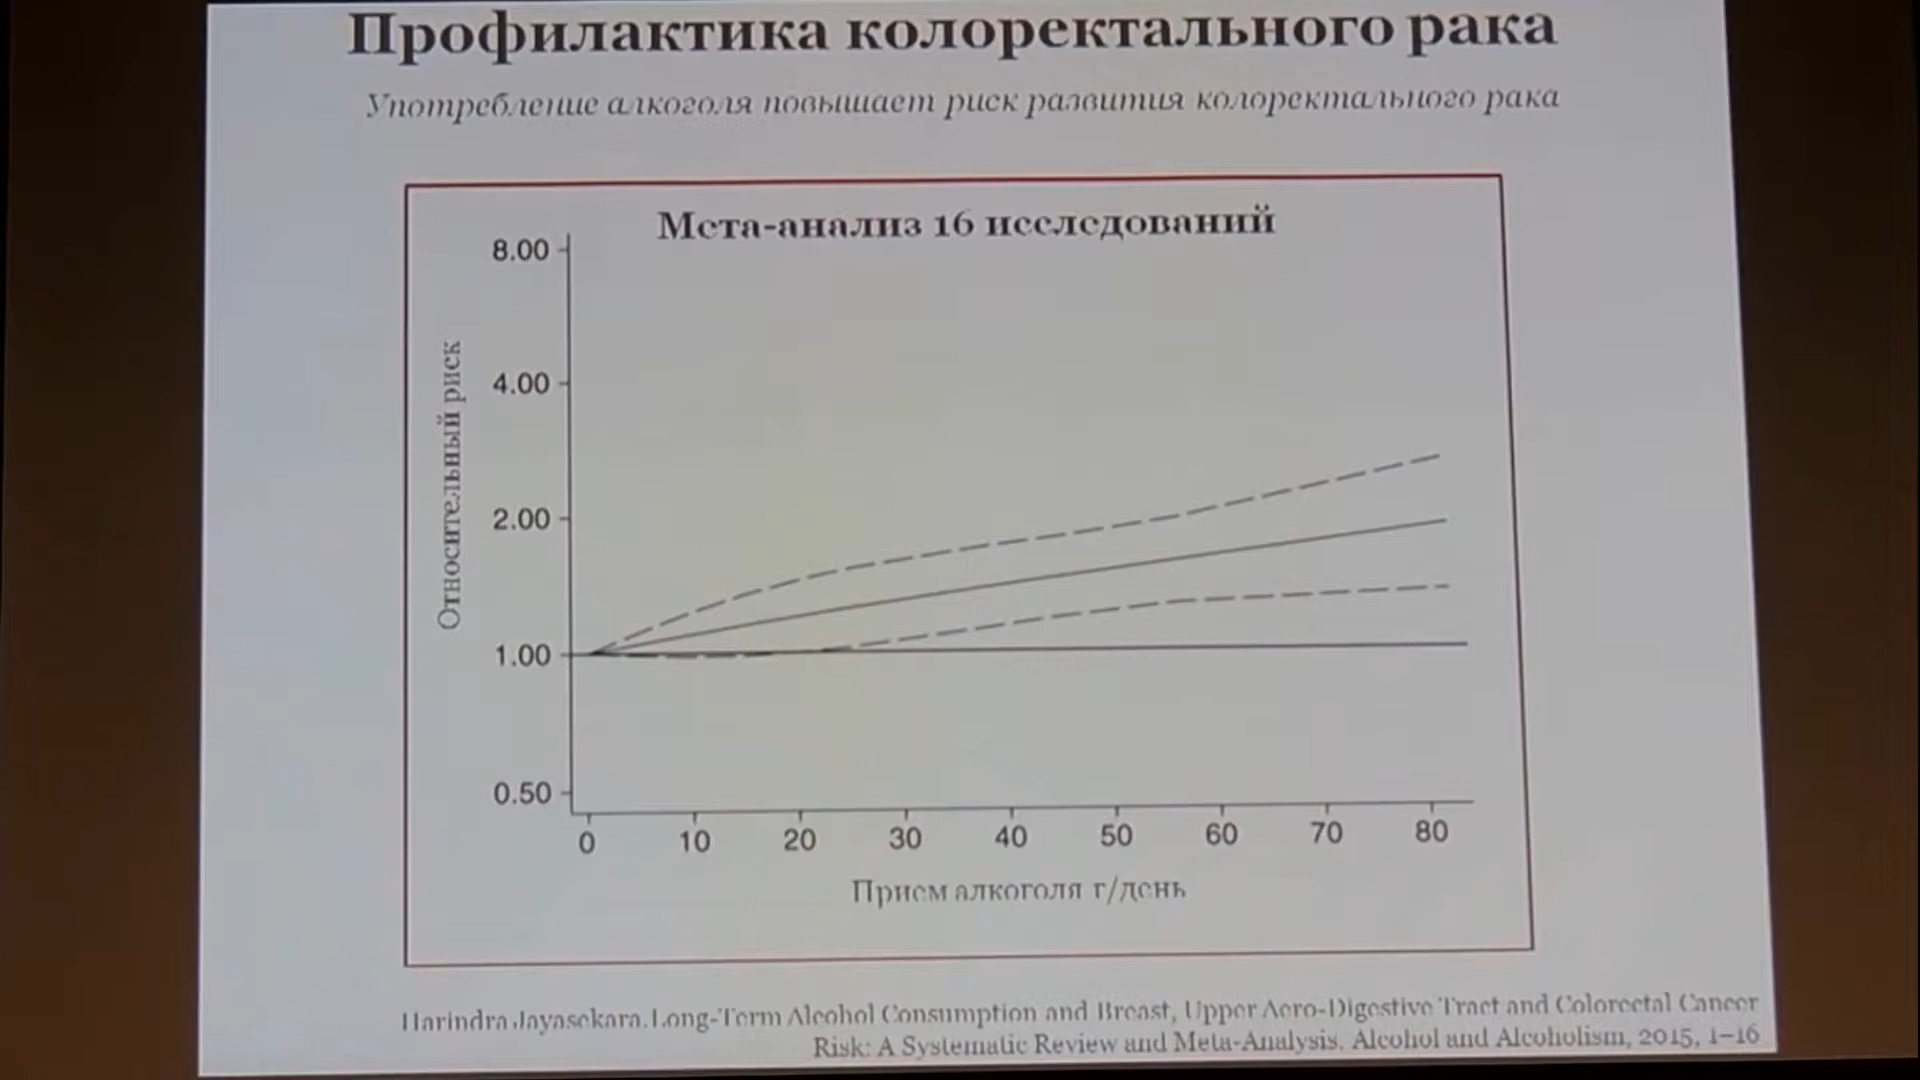 Профилактика колоректального рака
Употребление алкоголя повышает риск развития колоректального рака
Мета-анализ 16 исследований
8.00
4.00
2.00
1.00
0.50
Относительный риск
0 10 20 30 40 50 60 70 80
Прием алкоголя г/день
Harindra Jayasekara. Long-Term Alcohol Consumption and Breast, Upper Aero-Digestive Tract and Colorectal Cancer
Risk: A Systematic Review and Meta-Analysis. Alcohol and Alcoholism, 2015, 1–16